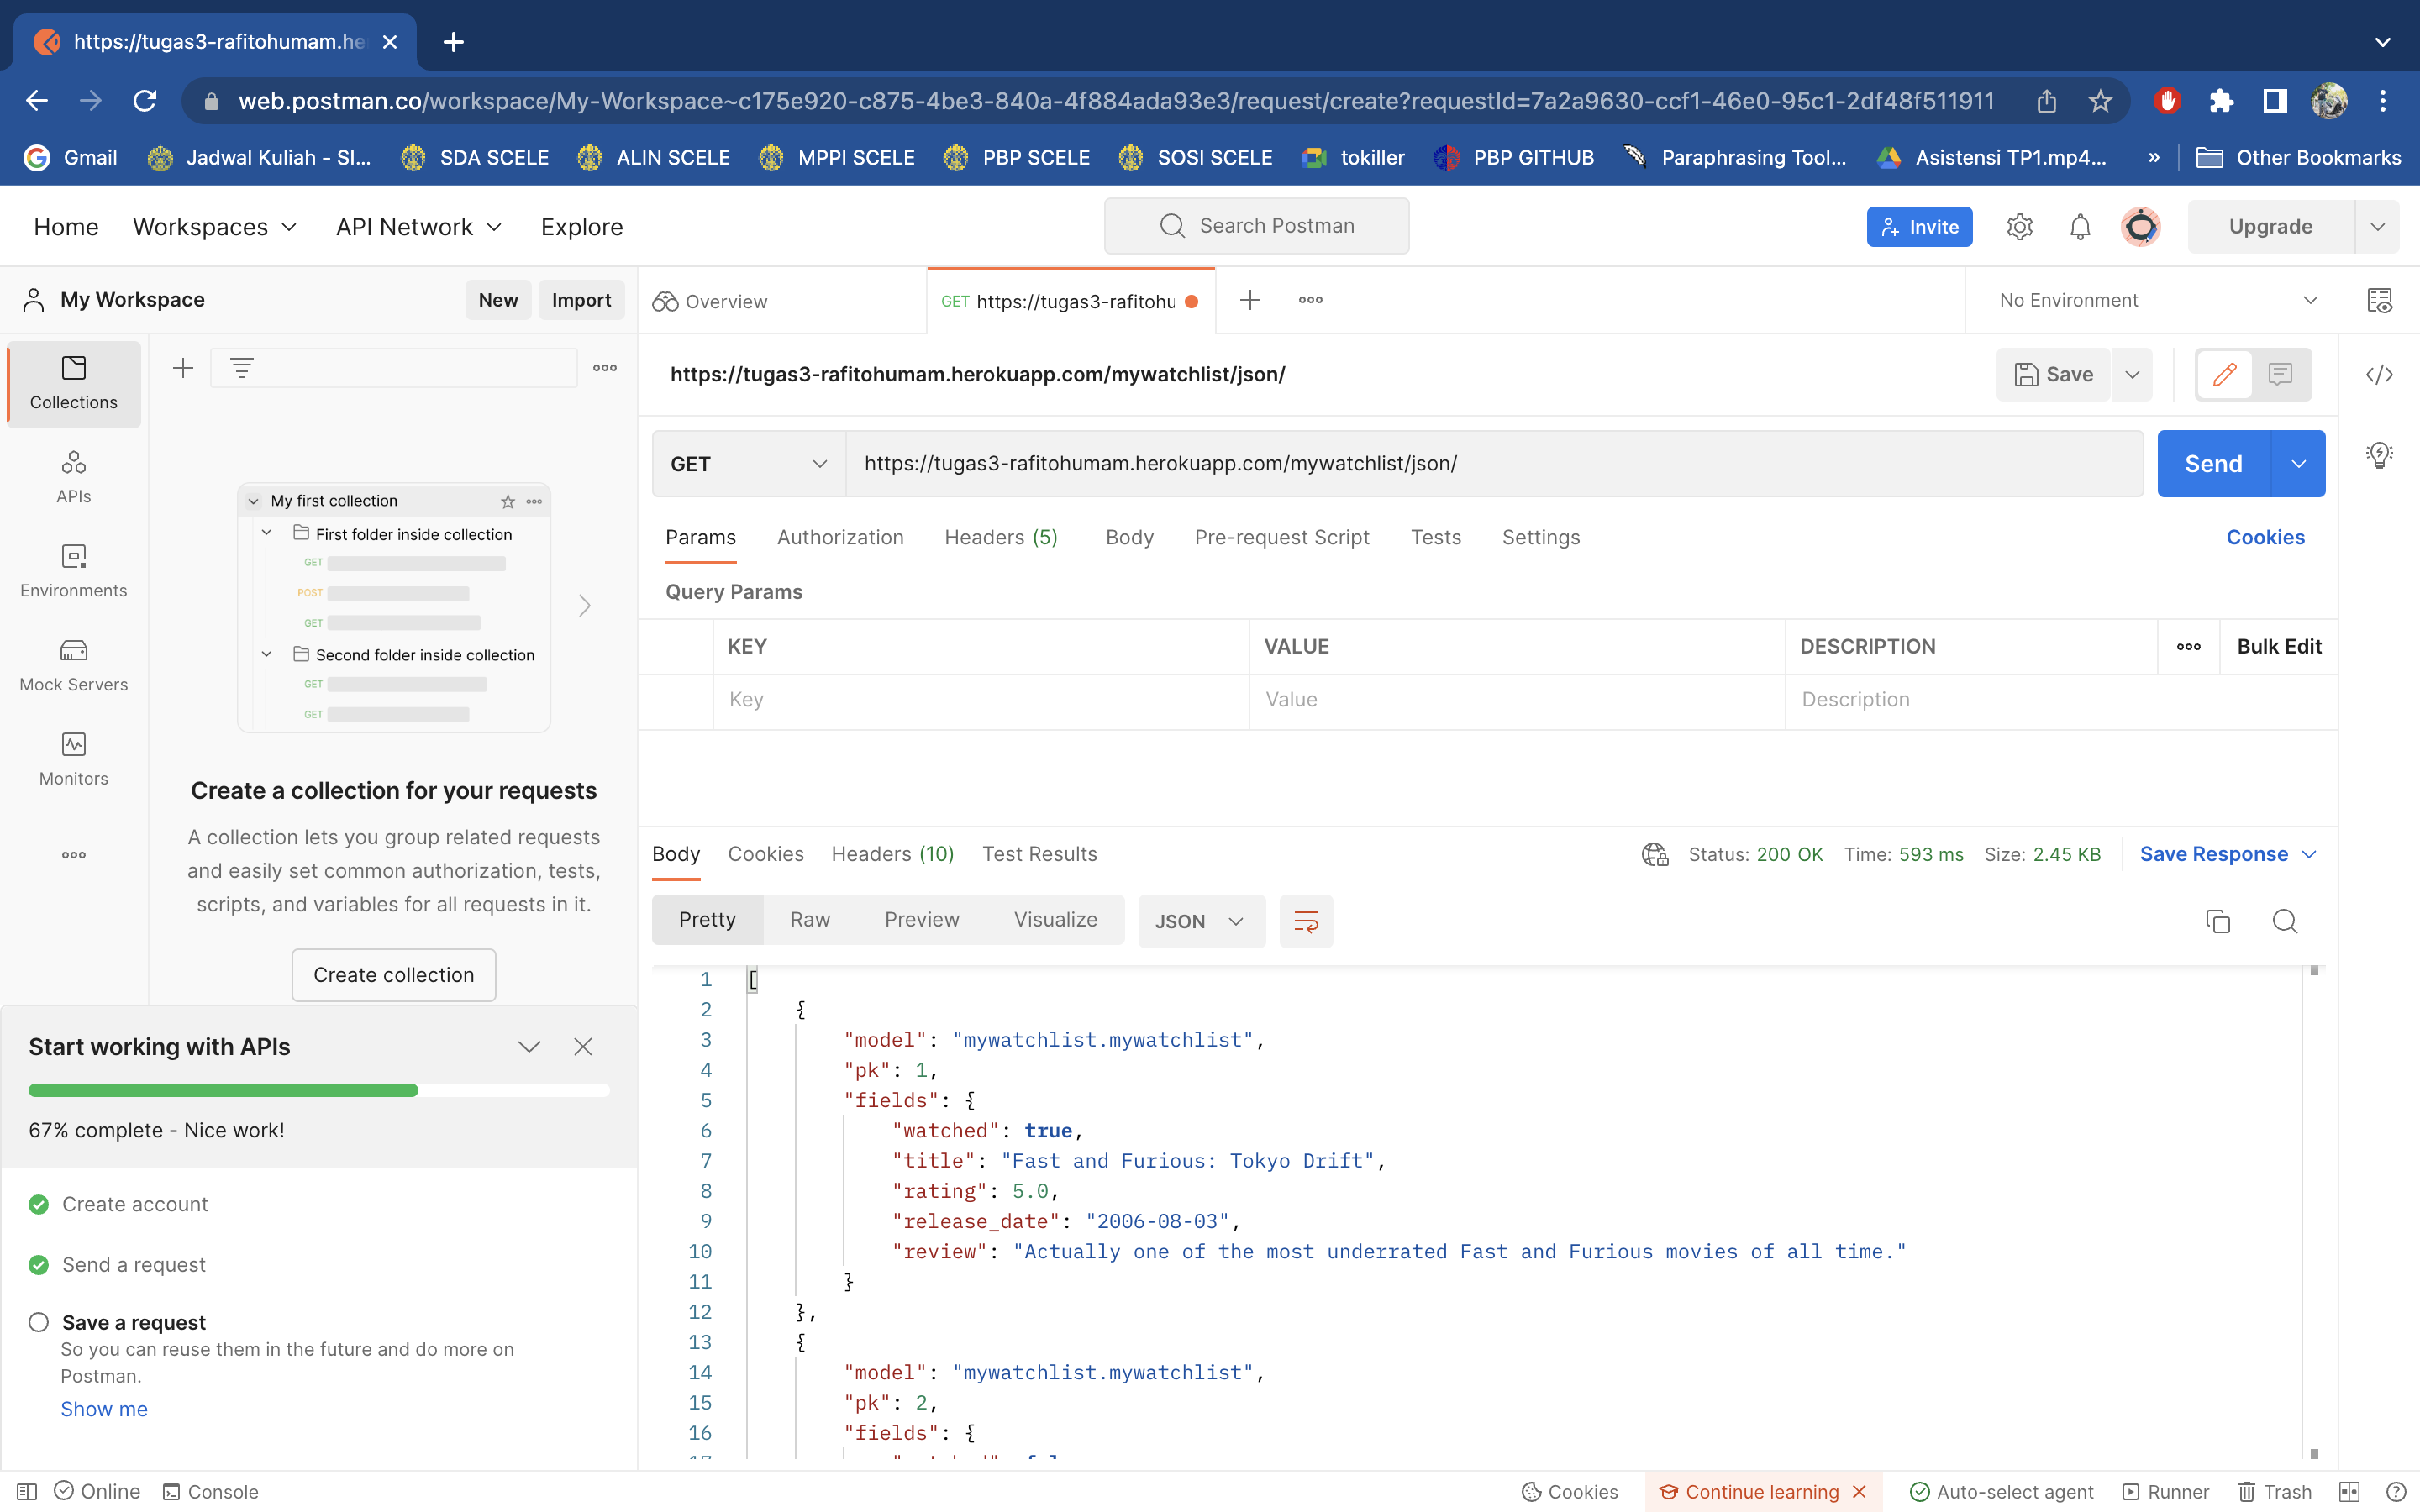 https://tugas3-rafitohumam.he
web.postman.co/workspace/My-Workspace~c175e920-c875-4be3-840a-4f884ada93e3/request/create?requestId=7a2a9630-ccf1-46e0-95c1-2df48f511911
Gmail Jadwal Kuliah - SI... SDA SCELE ALIN SCELE MPPI SCELE PBP SCELE SOSI SCELE tokiller PBP GITHUB Paraphrasing Tool... Asistensi TP1.mp4... » Other Bookmarks
Home Workspaces API Network Explore Search Postman Invite Upgrade
My Workspace New Import Overview GET https://tugas3-rafitohu No Environment
Collections
APIs
Environments
Mock Servers
Monitors
My first collection
First folder inside collection
GET
POST
GET
Second folder inside collection
GET
GET
Create a collection for your requests
A collection lets you group related requests
and easily set common authorization, tests,
scripts, and variables for all requests in it.
Create collection
Start working with APIs
67% complete - Nice work!
Create account
Send a request
Save a request
So you can reuse them in the future and do more on
Postman.
Show me
https://tugas3-rafitohumam.herokuapp.com/mywatchlist/json/ Save
GET https://tugas3-rafitohumam.herokuapp.com/mywatchlist/json/ Send
Params Authorization Headers (5) Body Pre-request Script Tests Settings Cookies
Query Params
KEY VALUE DESCRIPTION Bulk Edit
Key Value Description
Body Cookies Headers (10) Test Results Status: 200 OK Time: 593 ms Size: 2.45 KB Save Response
Pretty Raw Preview Visualize JSON
1 [
2 {
3 "model": "mywatchlist.mywatchlist",
4 "pk": 1,
5 "fields": {
6 "watched": true,
7 "title": "Fast and Furious: Tokyo Drift",
8 "rating": 5.0,
9 "release_date": "2006-08-03",
10 "review": "Actually one of the most underrated Fast and Furious movies of all time."
11 }
12 },
13 {
14 "model": "mywatchlist.mywatchlist",
15 "pk": 2,
16 "fields": {
Online Console Cookies Continue learning Auto-select agent Runner Trash